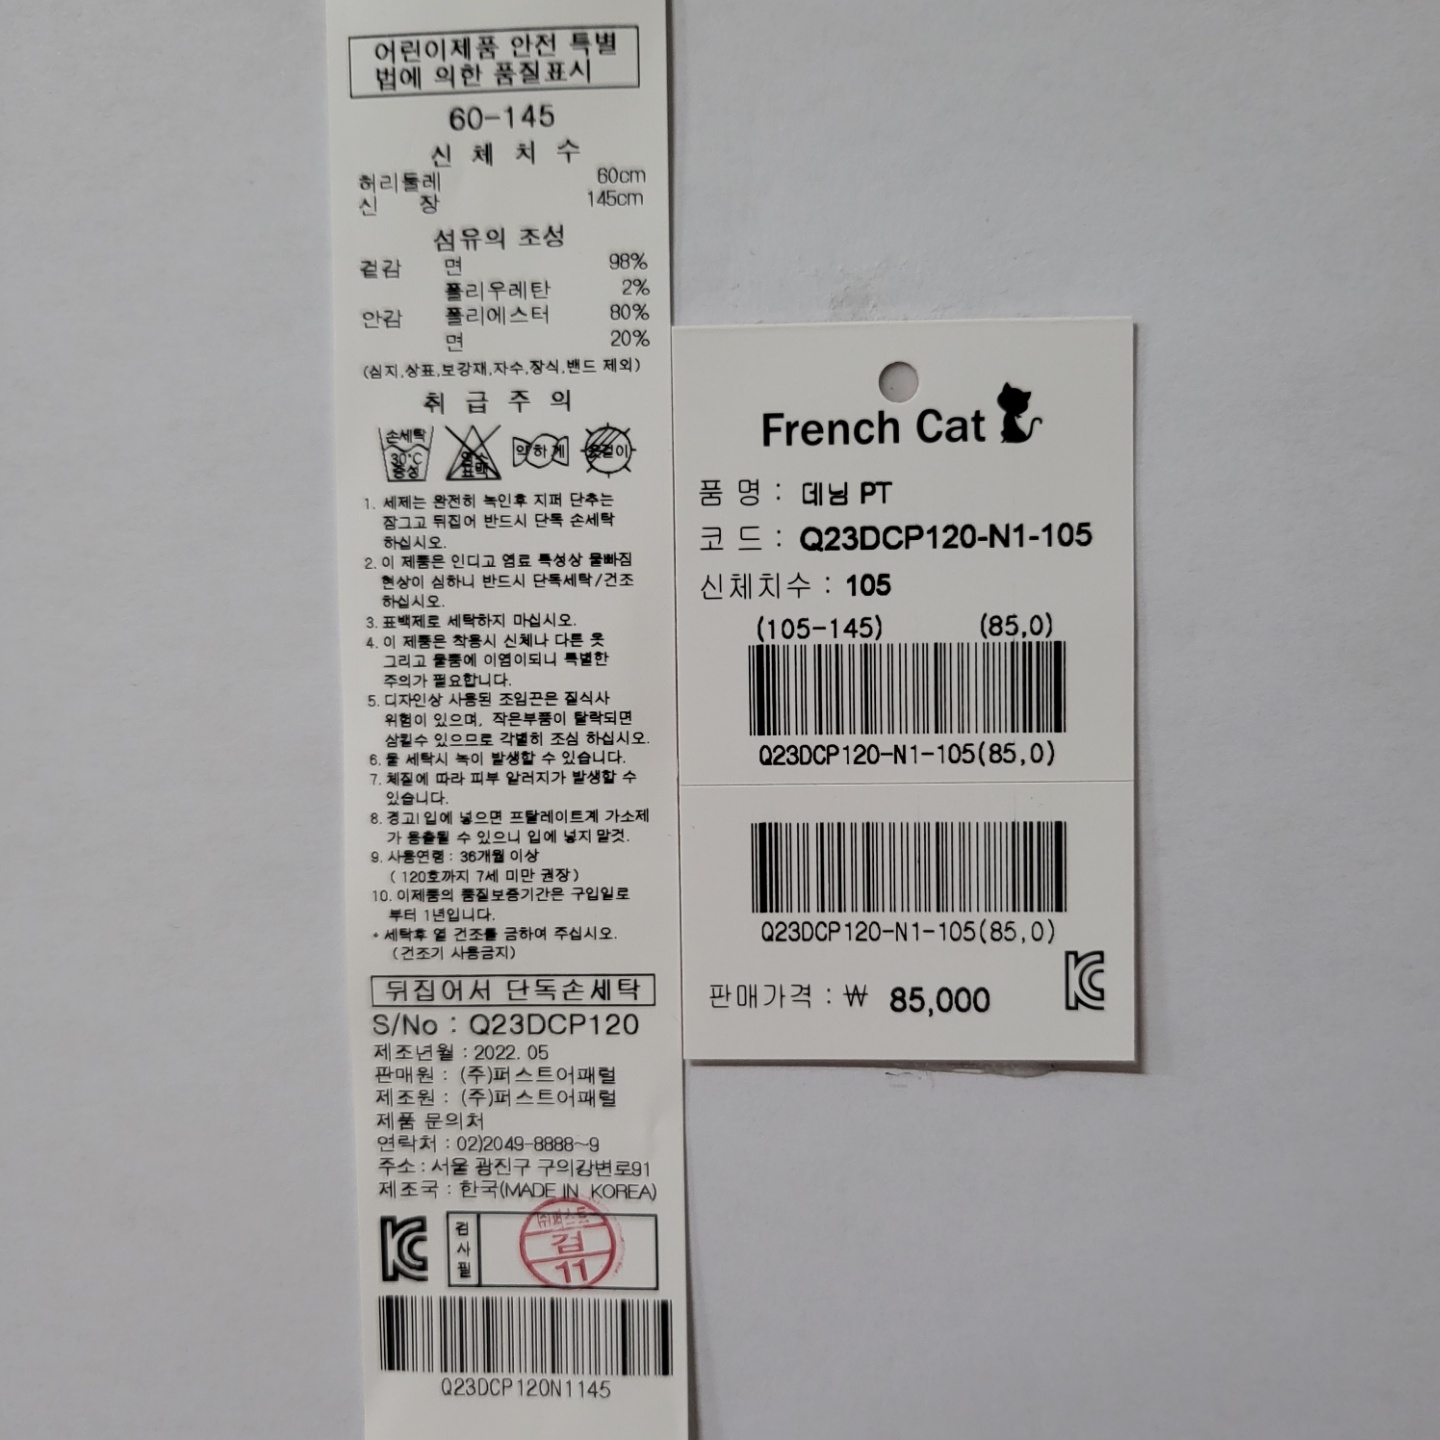 어린이제품 안전 특별
법에 의한 품질표시
60-145
신 체 치 수
허리둘레 60cm
신 장 145cm
섬유의 조성
겉감 면 98%
폴리우레탄 2%
안감 폴리에스터 80%
면 20%
(심지,상표,보강재,자수,장식,밴드 제외)
취 급 주 의
손세탁
30°C
중성
염소
표백
약하게
옷걸이
1. 세제는 완전히 녹인후 지퍼 단추는
잠그고 뒤집어 반드시 단독 손세탁
하십시오.
2. 이 제품은 인디고 염료 특성상 물빠짐
현상이 심하니 반드시 단독세탁/건조
하십시오.
3. 표백제로 세탁하지 마십시오.
4. 이 제품은 착용시 신체나 다른 옷
그리고 물품에 이염이되니 특별한
주의가 필요합니다.
5. 디자인상 사용된 조임끈은 질식사
위험이 있으며, 작은부품이 탈락되면
삼킬수 있으므로 각별히 조심 하십시오.
6. 물 세탁시 녹이 발생할 수 있습니다.
7. 체질에 따라 피부 알러지가 발생할 수
있습니다.
8. 경고! 입에 넣으면 프탈레이트계 가소제
가 용출될 수 있으니 입에 넣지 말것.
9. 사용연령 : 36개월 이상
( 120호까지 7세 미만 권장 )
10. 이제품의 품질보증기간은 구입일로
부터 1년입니다.
* 세탁후 열 건조를 금하여 주십시오.
(건조기 사용금지)
뒤집어서 단독손세탁
S/No : Q23DCP120
제조년월 : 2022. 05
판매원 : (주)퍼스트어패럴
제조원 : (주)퍼스트어패럴
제품 문의처
연락처 : 02)2049-8888~9
주소 : 서울 광진구 구의강변로91
제조국 : 한국(MADE IN KOREA)
검사필
㈜퍼스트
검
11
Q23DCP120N1145
French Cat
품 명 : 데님 PT
코 드 : Q23DCP120-N1-105
신체치수 : 105
(105-145) (85,0)
Q23DCP120-N1-105(85,0)
Q23DCP120-N1-105(85,0)
판매가격 : ₩ 85,000